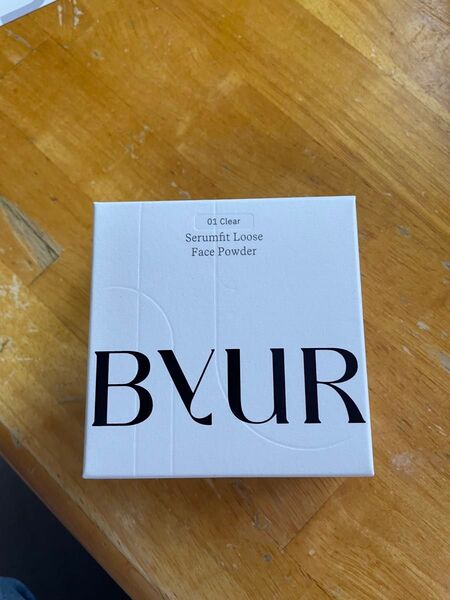 01 Clear
Serumfit Loose
Face Powder
BYUR